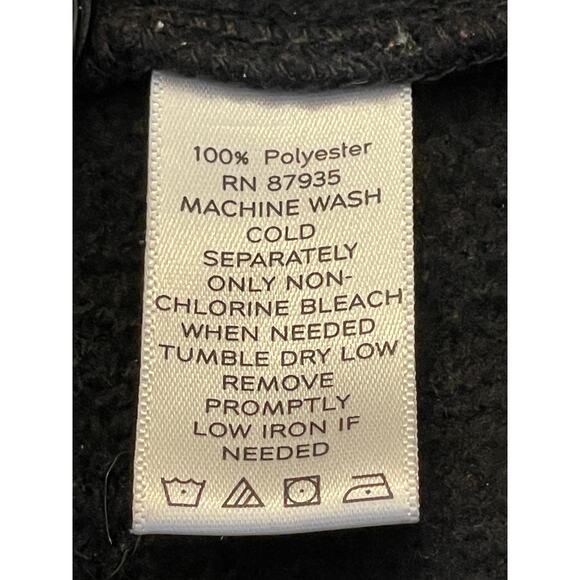 100% Polyester
RN 87935
MACHINE WASH
COLD
SEPARATELY
ONLY NON-
CHLORINE BLEACH
WHEN NEEDED
TUMBLE DRY LOW
REMOVE
PROMPTLY
LOW IRON IF
NEEDED